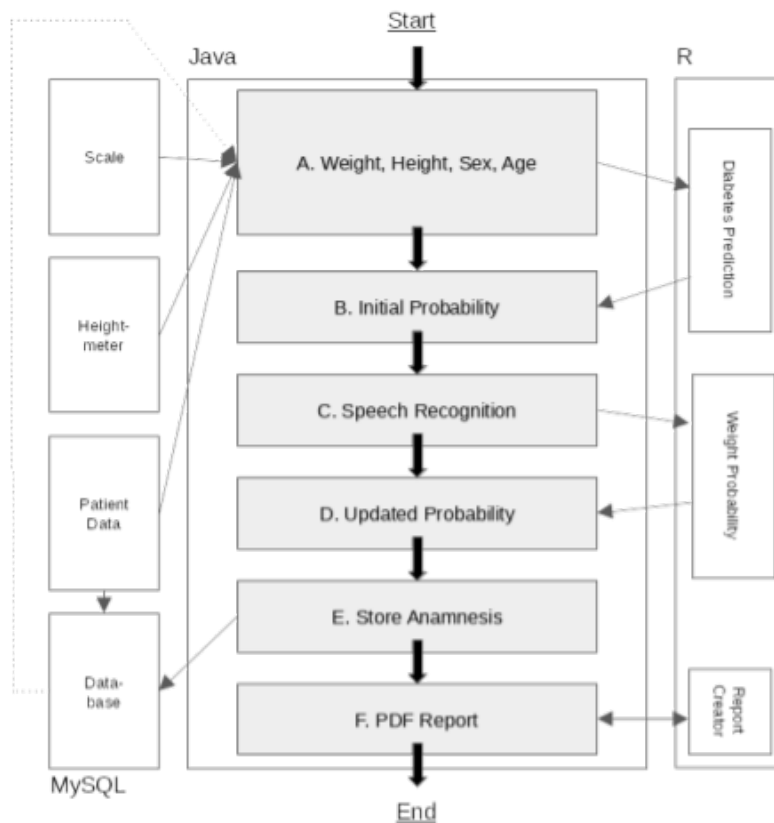 Start
Java
R
Scale
A. Weight, Height, Sex, Age
Diabetes Prediction
Height-
meter
B. Initial Probability
C. Speech Recognition
Weight Probability
Patient
Data
D. Updated Probability
E. Store Anamnesis
Data-
base
F. PDF Report
Report
Creator
MySQL
End